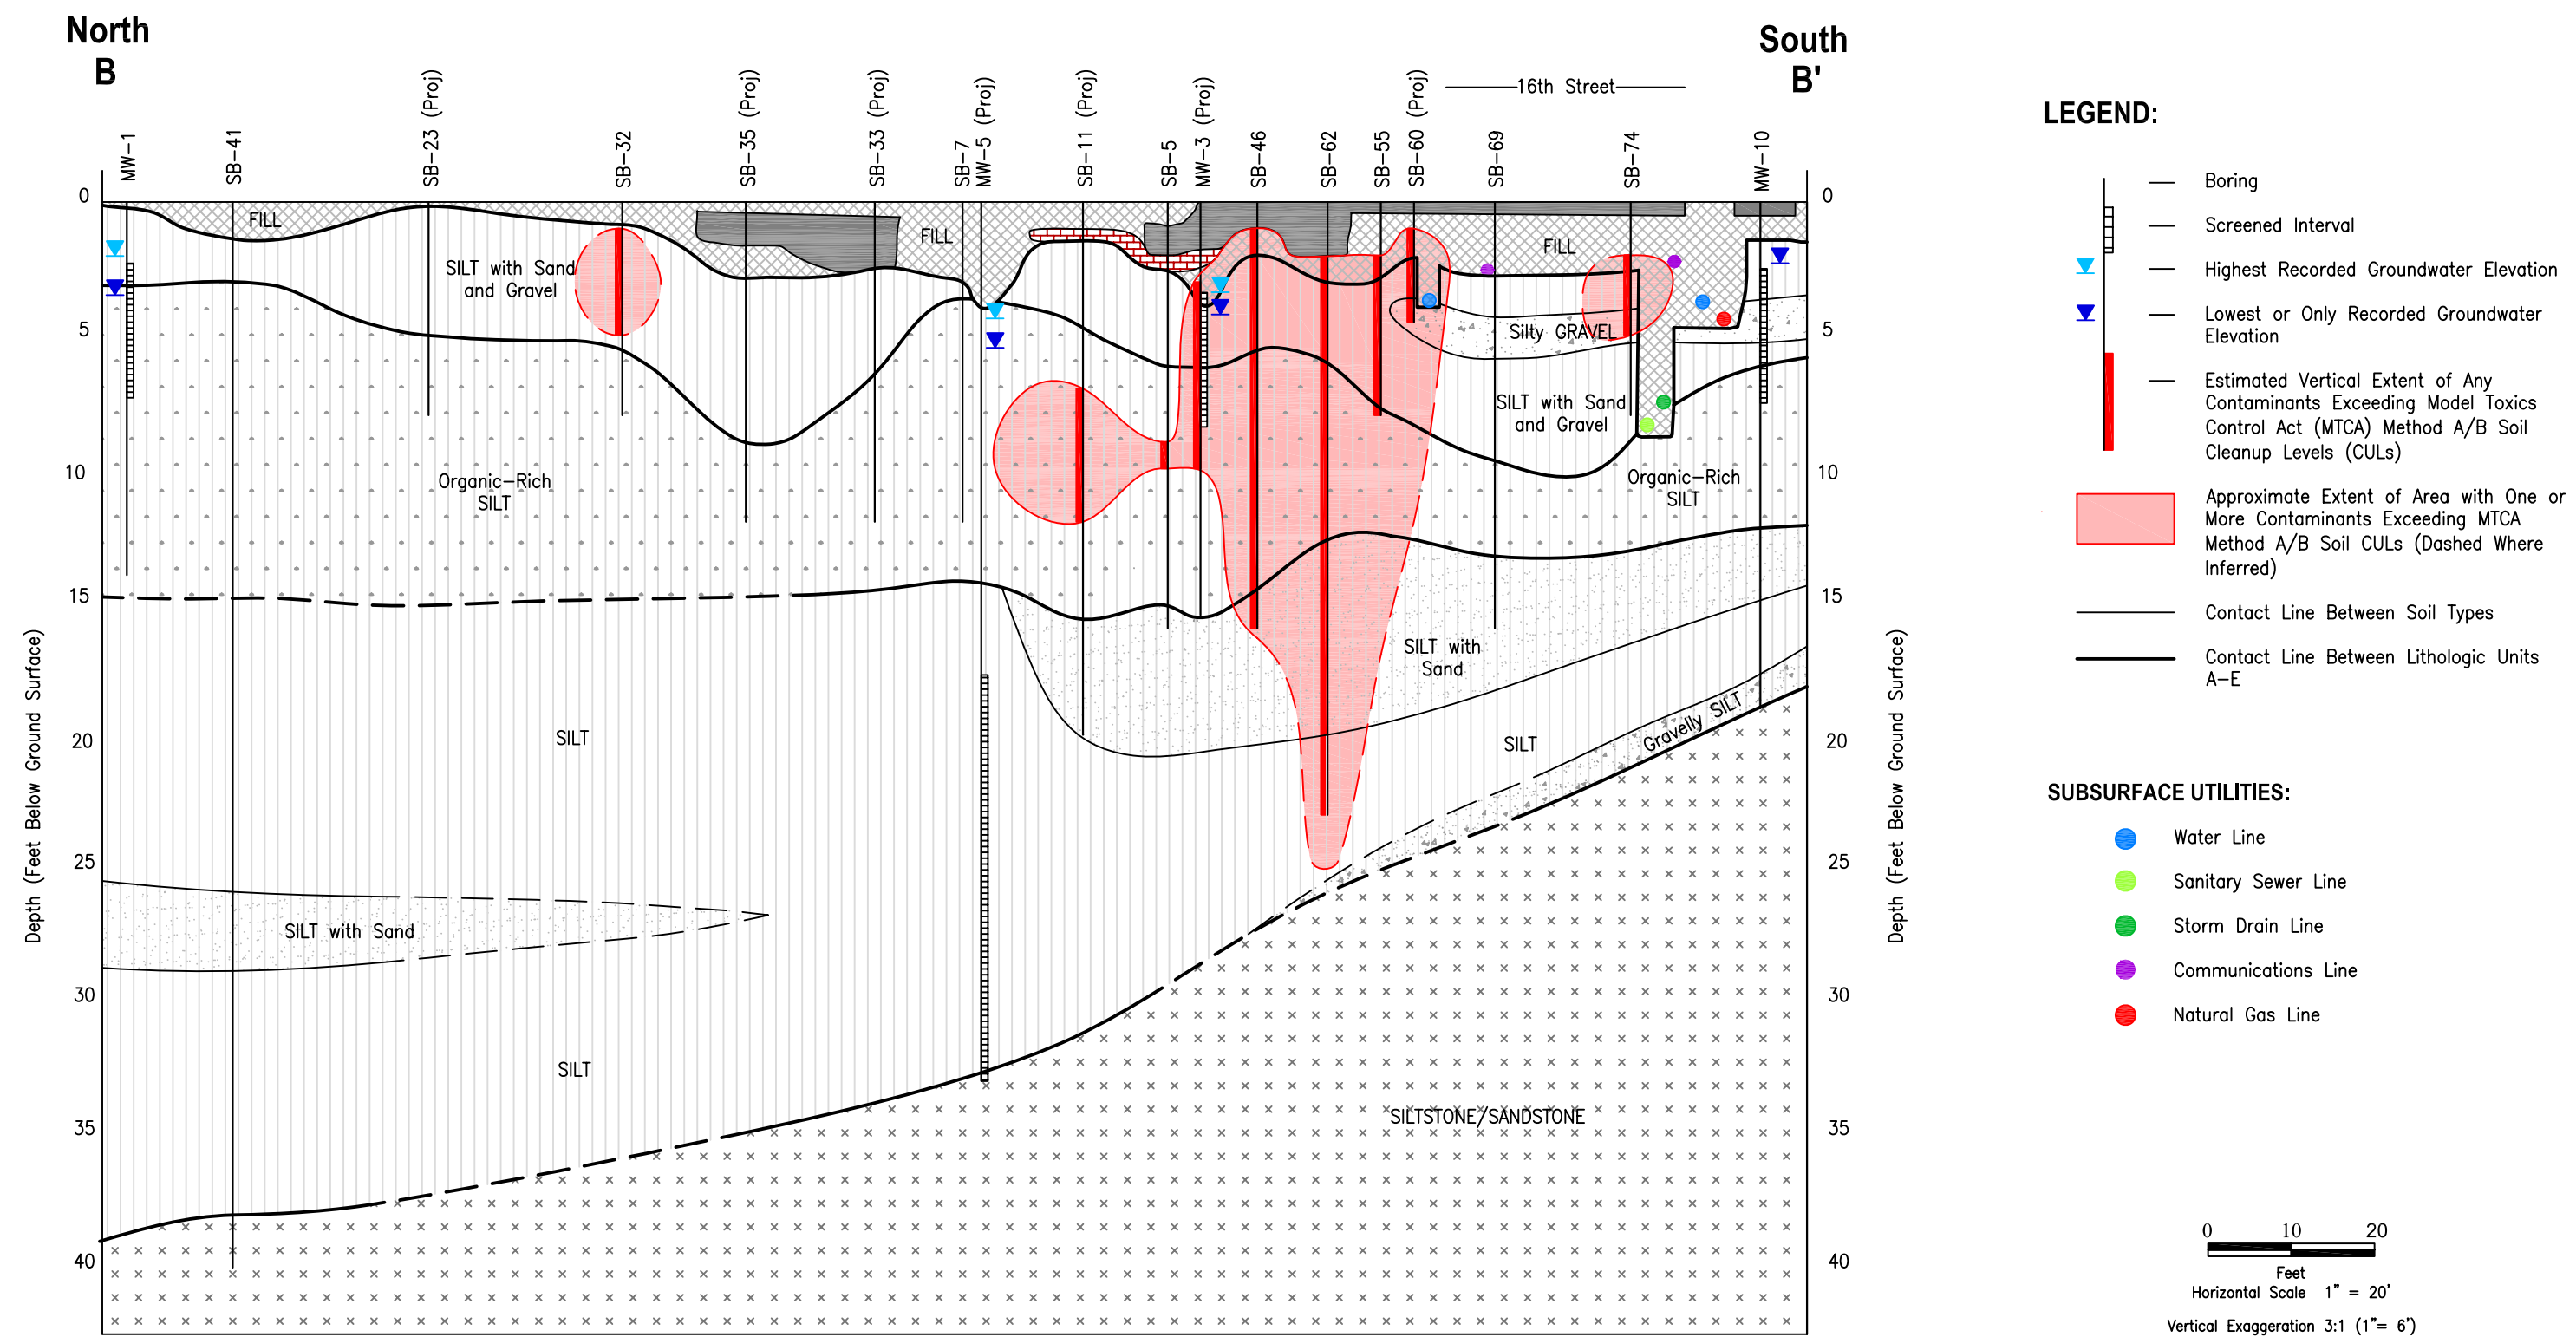 North
B
South
B'
MW-1
SB-41
SB-23 (Proj)
SB-32
SB-35 (Proj)
SB-33 (Proj)
SB-7
MW-5 (Proj)
SB-11 (Proj)
SB-5
MW-3 (Proj)
SB-46
SB-62
SB-55
SB-60 (Proj)
16th Street
SB-69
SB-74
MW-10
0
5
10
15
20
25
30
35
40
Depth (Feet Below Ground Surface)
FILL
SILT with Sand
and Gravel
FILL
FILL
Silty GRAVEL
SILT with Sand
and Gravel
Organic-Rich
SILT
Organic-Rich
SILT
SILT with
Sand
SILT
SILT
Gravelly SILT
SILT with Sand
SILT
SILTSTONE/SANDSTONE
0
5
10
15
20
25
30
35
40
Depth (Feet Below Ground Surface)
LEGEND:
Boring
Screened Interval
Highest Recorded Groundwater Elevation
Lowest or Only Recorded Groundwater
Elevation
Estimated Vertical Extent of Any
Contaminants Exceeding Model Toxics
Control Act (MTCA) Method A/B Soil
Cleanup Levels (CULs)
Approximate Extent of Area with One or
More Contaminants Exceeding MTCA
Method A/B Soil CULs (Dashed Where
Inferred)
Contact Line Between Soil Types
Contact Line Between Lithologic Units
A-E
SUBSURFACE UTILITIES:
Water Line
Sanitary Sewer Line
Storm Drain Line
Communications Line
Natural Gas Line
0 10 20
Feet
Horizontal Scale 1" = 20'
Vertical Exaggeration 3:1 (1"= 6')